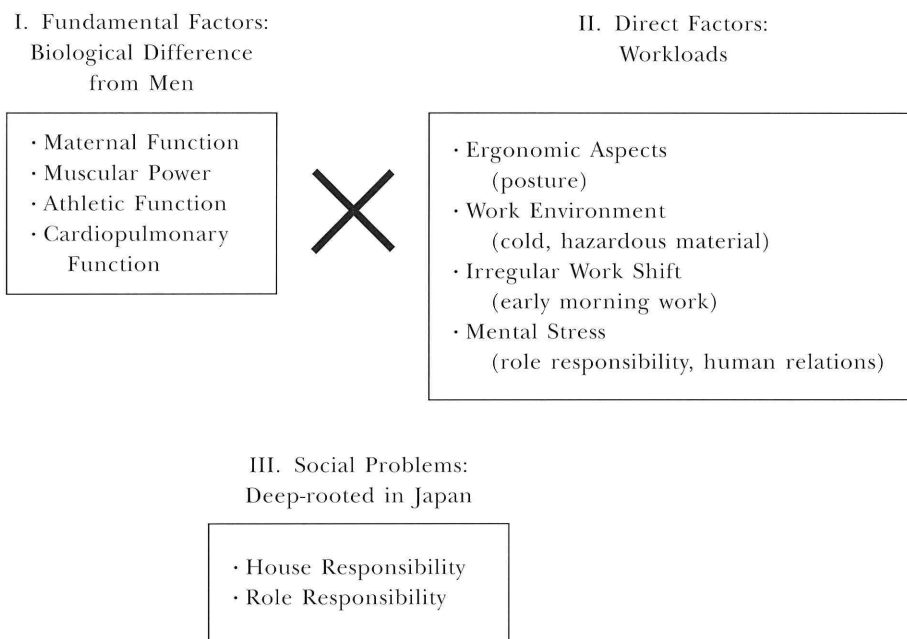 I. Fundamental Factors:
Biological Difference
from Men
· Maternal Function
· Muscular Power
· Athletic Function
· Cardiopulmonary
Function
II. Direct Factors:
Workloads
· Ergonomic Aspects
(posture)
· Work Environment
(cold, hazardous material)
· Irregular Work Shift
(early morning work)
· Mental Stress
(role responsibility, human relations)
III. Social Problems:
Deep-rooted in Japan
· House Responsibility
· Role Responsibility